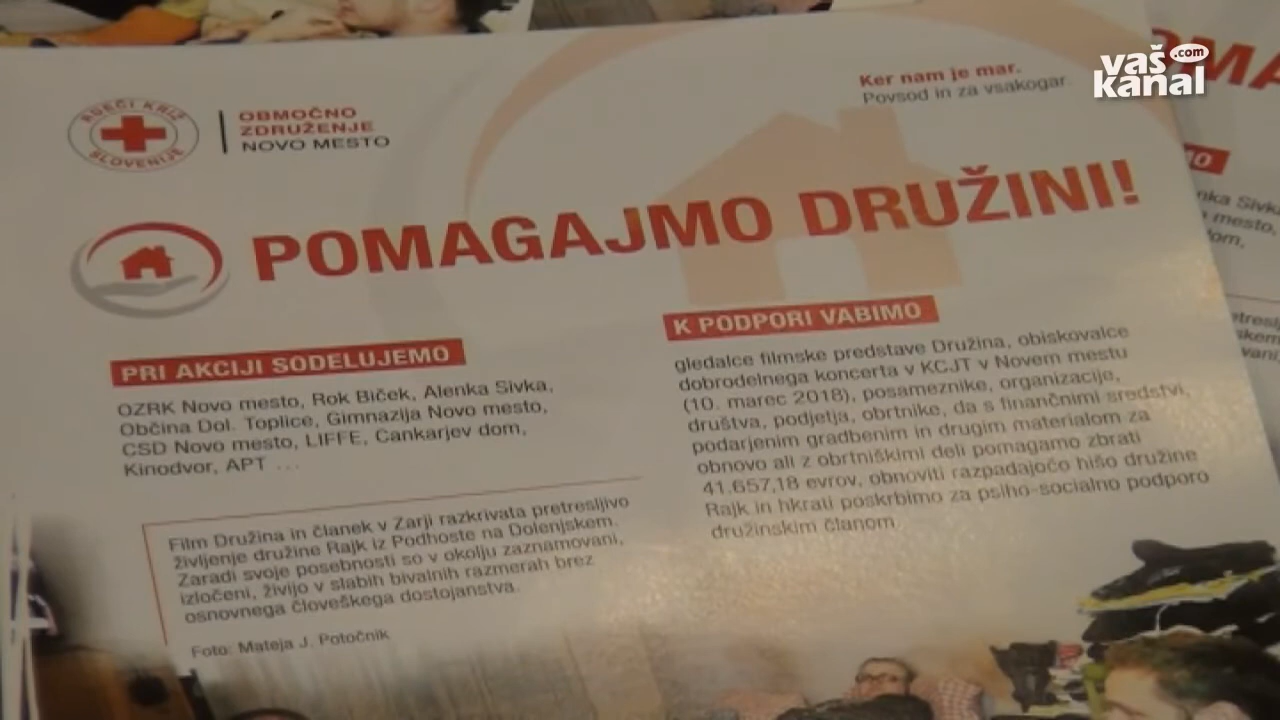 vaš .com
kanal
RDEČI KRIŽ
SLOVENIJE
OBMOČNO
ZDRUŽENJE
NOVO MESTO
Ker nam je mar.
Povsod in za vsakogar.
POMAGAJMO DRUŽINI!
PRI AKCIJI SODELUJEMO
OZRK Novo mesto, Rok Biček, Alenka Sivka,
Občina Dol. Toplice, Gimnazija Novo mesto,
CSD Novo mesto, LIFFE, Cankarjev dom,
Kinodvor, APT ...
Film Družina in članek v Zarji razkrivata pretresljivo
življenje družine Rajk iz Podhoste na Dolenjskem.
Zaradi svoje posebnosti so v okolju zaznamovani,
izločeni, živijo v slabih bivalnih razmerah brez
osnovnega človeškega dostojanstva.
Foto: Mateja J. Potočnik
K PODPORI VABIMO
gledalce filmske predstave Družina, obiskovalce
dobrodelnega koncerta v KCJT v Novem mestu
(10. marec 2018), posameznike, organizacije,
društva, podjetja, obrtnike, da s finančnimi sredstvi,
podarjenim gradbenim in drugim materialom za
obnovo ali z obrtniškimi deli pomagamo zbrati
41.657,18 evrov, obnoviti razpadajočo hišo družine
Rajk in hkrati poskrbimo za psiho-socialno podporo
družinskim članom